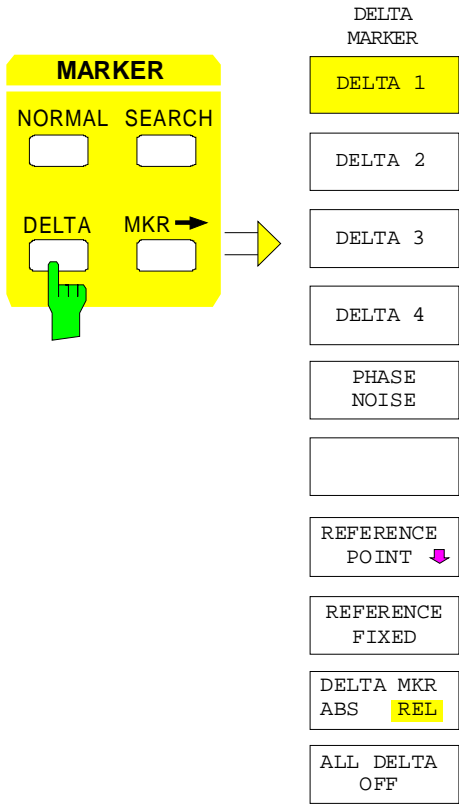 MARKER
NORMAL SEARCH
DELTA MKR
DELTA
MARKER
DELTA 1
DELTA 2
DELTA 3
DELTA 4
PHASE
NOISE
REFERENCE
POINT
REFERENCE
FIXED
DELTA MKR
ABS REL
ALL DELTA
OFF